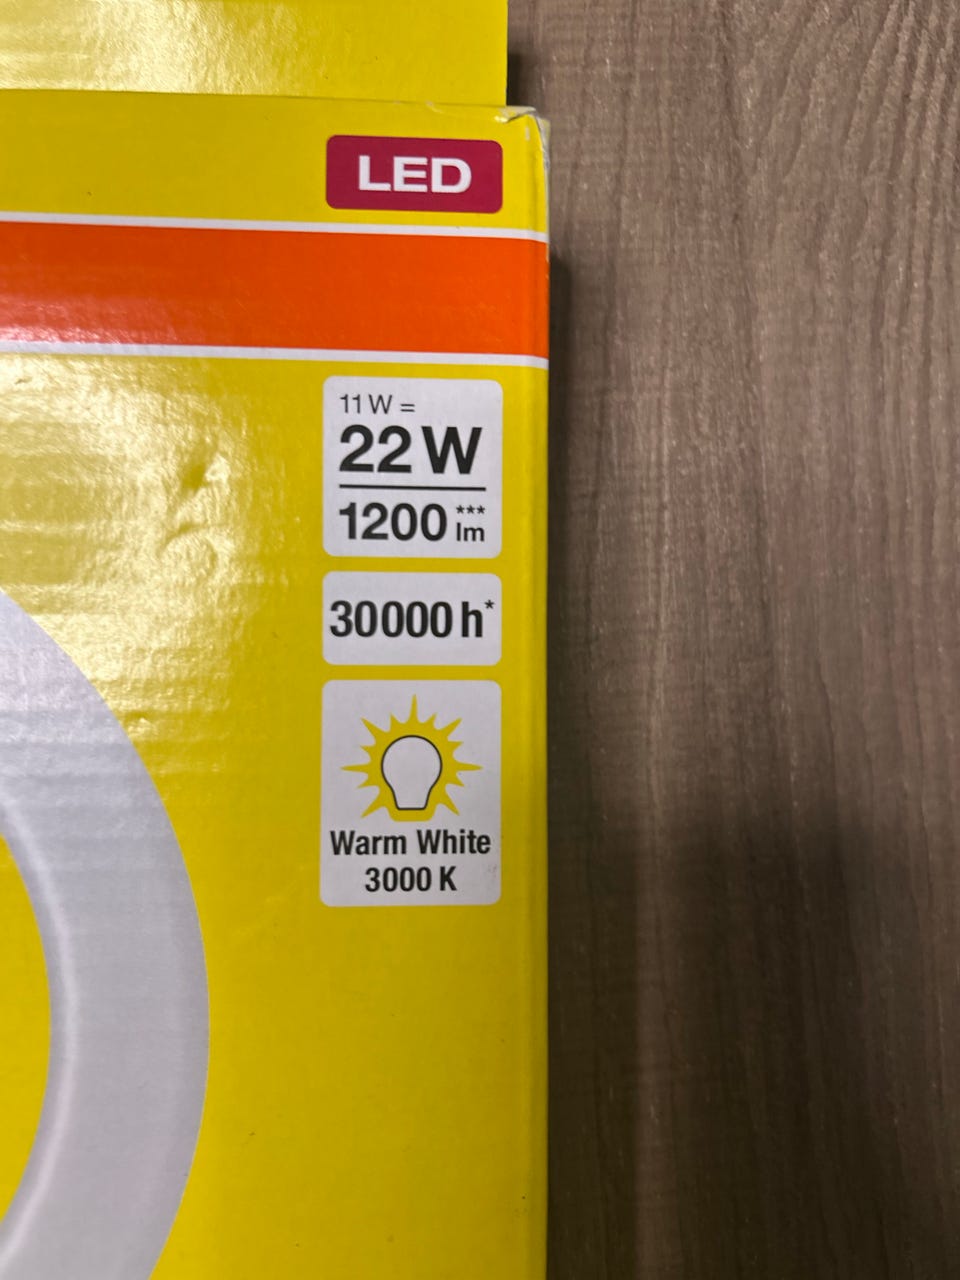 LED
11 W =
22 W
1200 lm***
30000 h*
Warm White
3000 K